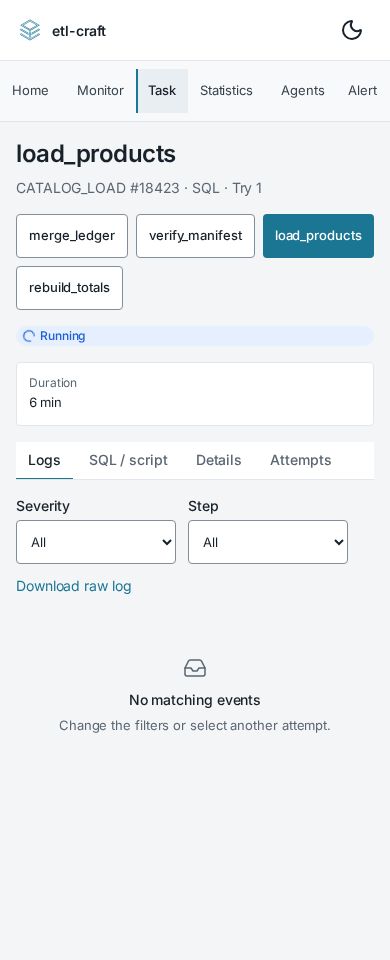 etl-craft
Home Monitor Task Statistics Agents Alert
load_products
CATALOG_LOAD #18423 · SQL · Try 1
merge_ledger verify_manifest load_products
rebuild_totals
Running
Duration
6 min
Logs SQL / script Details Attempts
Severity Step
All All
Download raw log
No matching events
Change the filters or select another attempt.